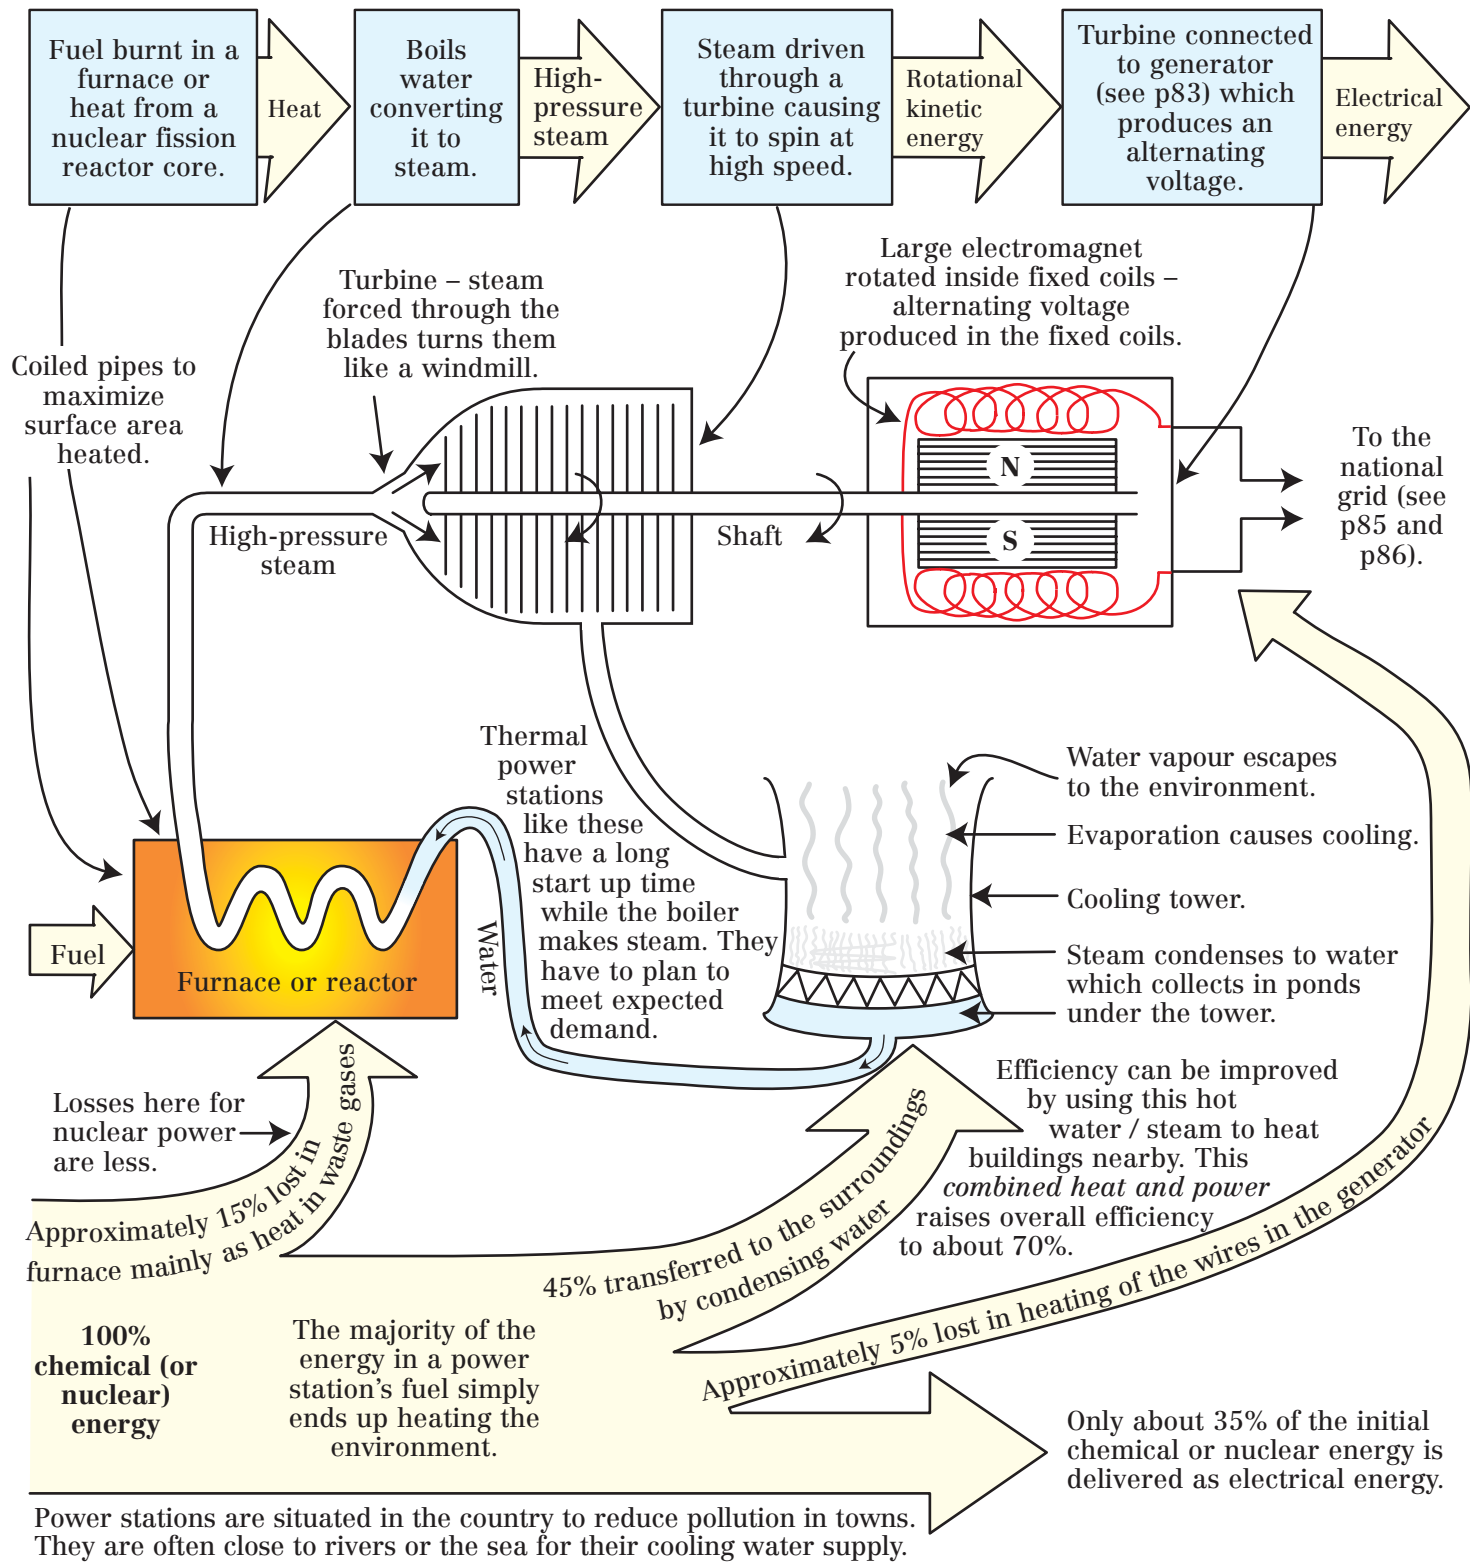 Fuel burnt in a
furnace or
heat from a
nuclear fission
reactor core.
Heat
Boils
water
converting
it to
steam.
High-
pressure
steam
Steam driven
through a
turbine causing
it to spin at
high speed.
Rotational
kinetic
energy
Turbine connected
to generator
(see p83) which
produces an
alternating
voltage.
Electrical
energy
Turbine – steam
forced through the
blades turns them
like a windmill.
Large electromagnet
rotated inside fixed coils –
alternating voltage
produced in the fixed coils.
Coiled pipes to
maximize
surface area
heated.
To the
national
grid (see
p85 and
p86).
N
S
High-pressure
steam
Shaft
Thermal
power
stations
like these
have a long
start up time
while the boiler
makes steam. They
have to plan to
meet expected
demand.
Water vapour escapes
to the environment.
Evaporation causes cooling.
Cooling tower.
Steam condenses to water
which collects in ponds
under the tower.
Water
Fuel
Furnace or reactor
Losses here for
nuclear power
are less.
Approximately 15% lost in
furnace mainly as heat in waste gases
Efficiency can be improved
by using this hot
water / steam to heat
buildings nearby. This
combined heat and power
raises overall efficiency
to about 70%.
45% transferred to the surroundings
by condensing water
Approximately 5% lost in heating of the wires in the generator
100%
chemical (or
nuclear)
energy
The majority of the
energy in a power
station’s fuel simply
ends up heating the
environment.
Only about 35% of the initial
chemical or nuclear energy is
delivered as electrical energy.
Power stations are situated in the country to reduce pollution in towns.
They are often close to rivers or the sea for their cooling water supply.